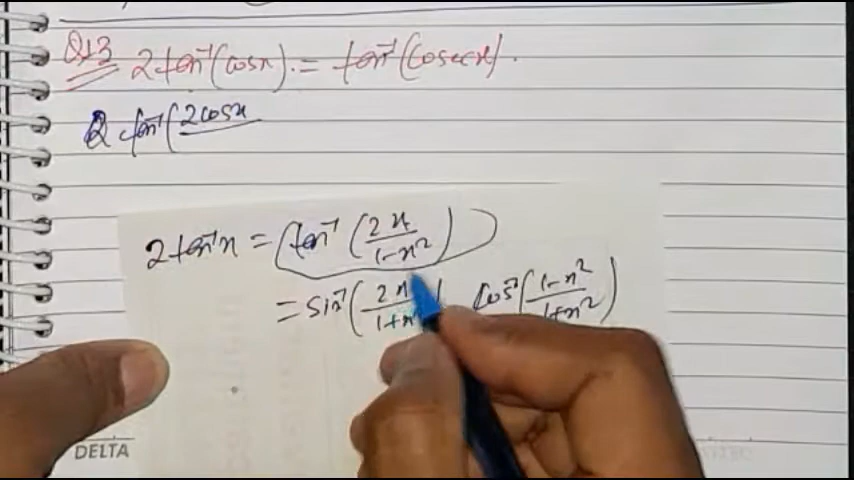 Q13 2tan⁻¹(cosx) = tan⁻¹(cosecx).
Q tan⁻¹(2cosx
2tan⁻¹x = (tan⁻¹(2x/1-x²))
= sin⁻¹(2x/1+x²) cos⁻¹(1-x²/1+x²)
DELTA